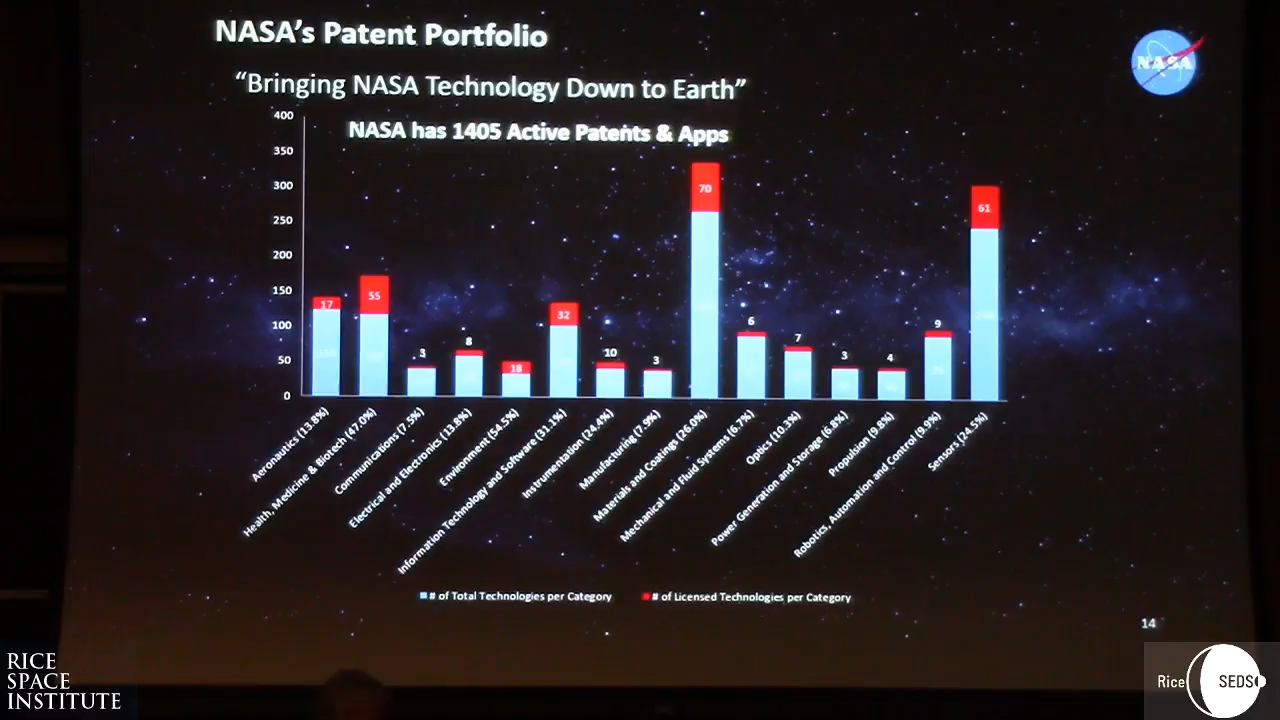 NASA's Patent Portfolio
NASA
“Bringing NASA Technology Down to Earth”
NASA has 1405 Active Patents & Apps
400
350
300
250
200
150
100
50
0
17
55
3
8
18
32
10
3
70
6
7
3
4
9
61
Aeronautics (13.8%)
Health, Medicine & Biotech (47.0%)
Communications (7.5%)
Electrical and Electronics (13.8%)
Environment (54.5%)
Information Technology and Software (31.1%)
Instrumentation (24.4%)
Manufacturing (7.9%)
Materials and Coatings (26.0%)
Mechanical and Fluid Systems (6.7%)
Optics (10.3%)
Power Generation and Storage (6.8%)
Propulsion (9.8%)
Robotics, Automation and Control (9.9%)
Sensors (24.5%)
# of Total Technologies per Category
# of Licensed Technologies per Category
14
RICE
SPACE
INSTITUTE
Rice SEDS